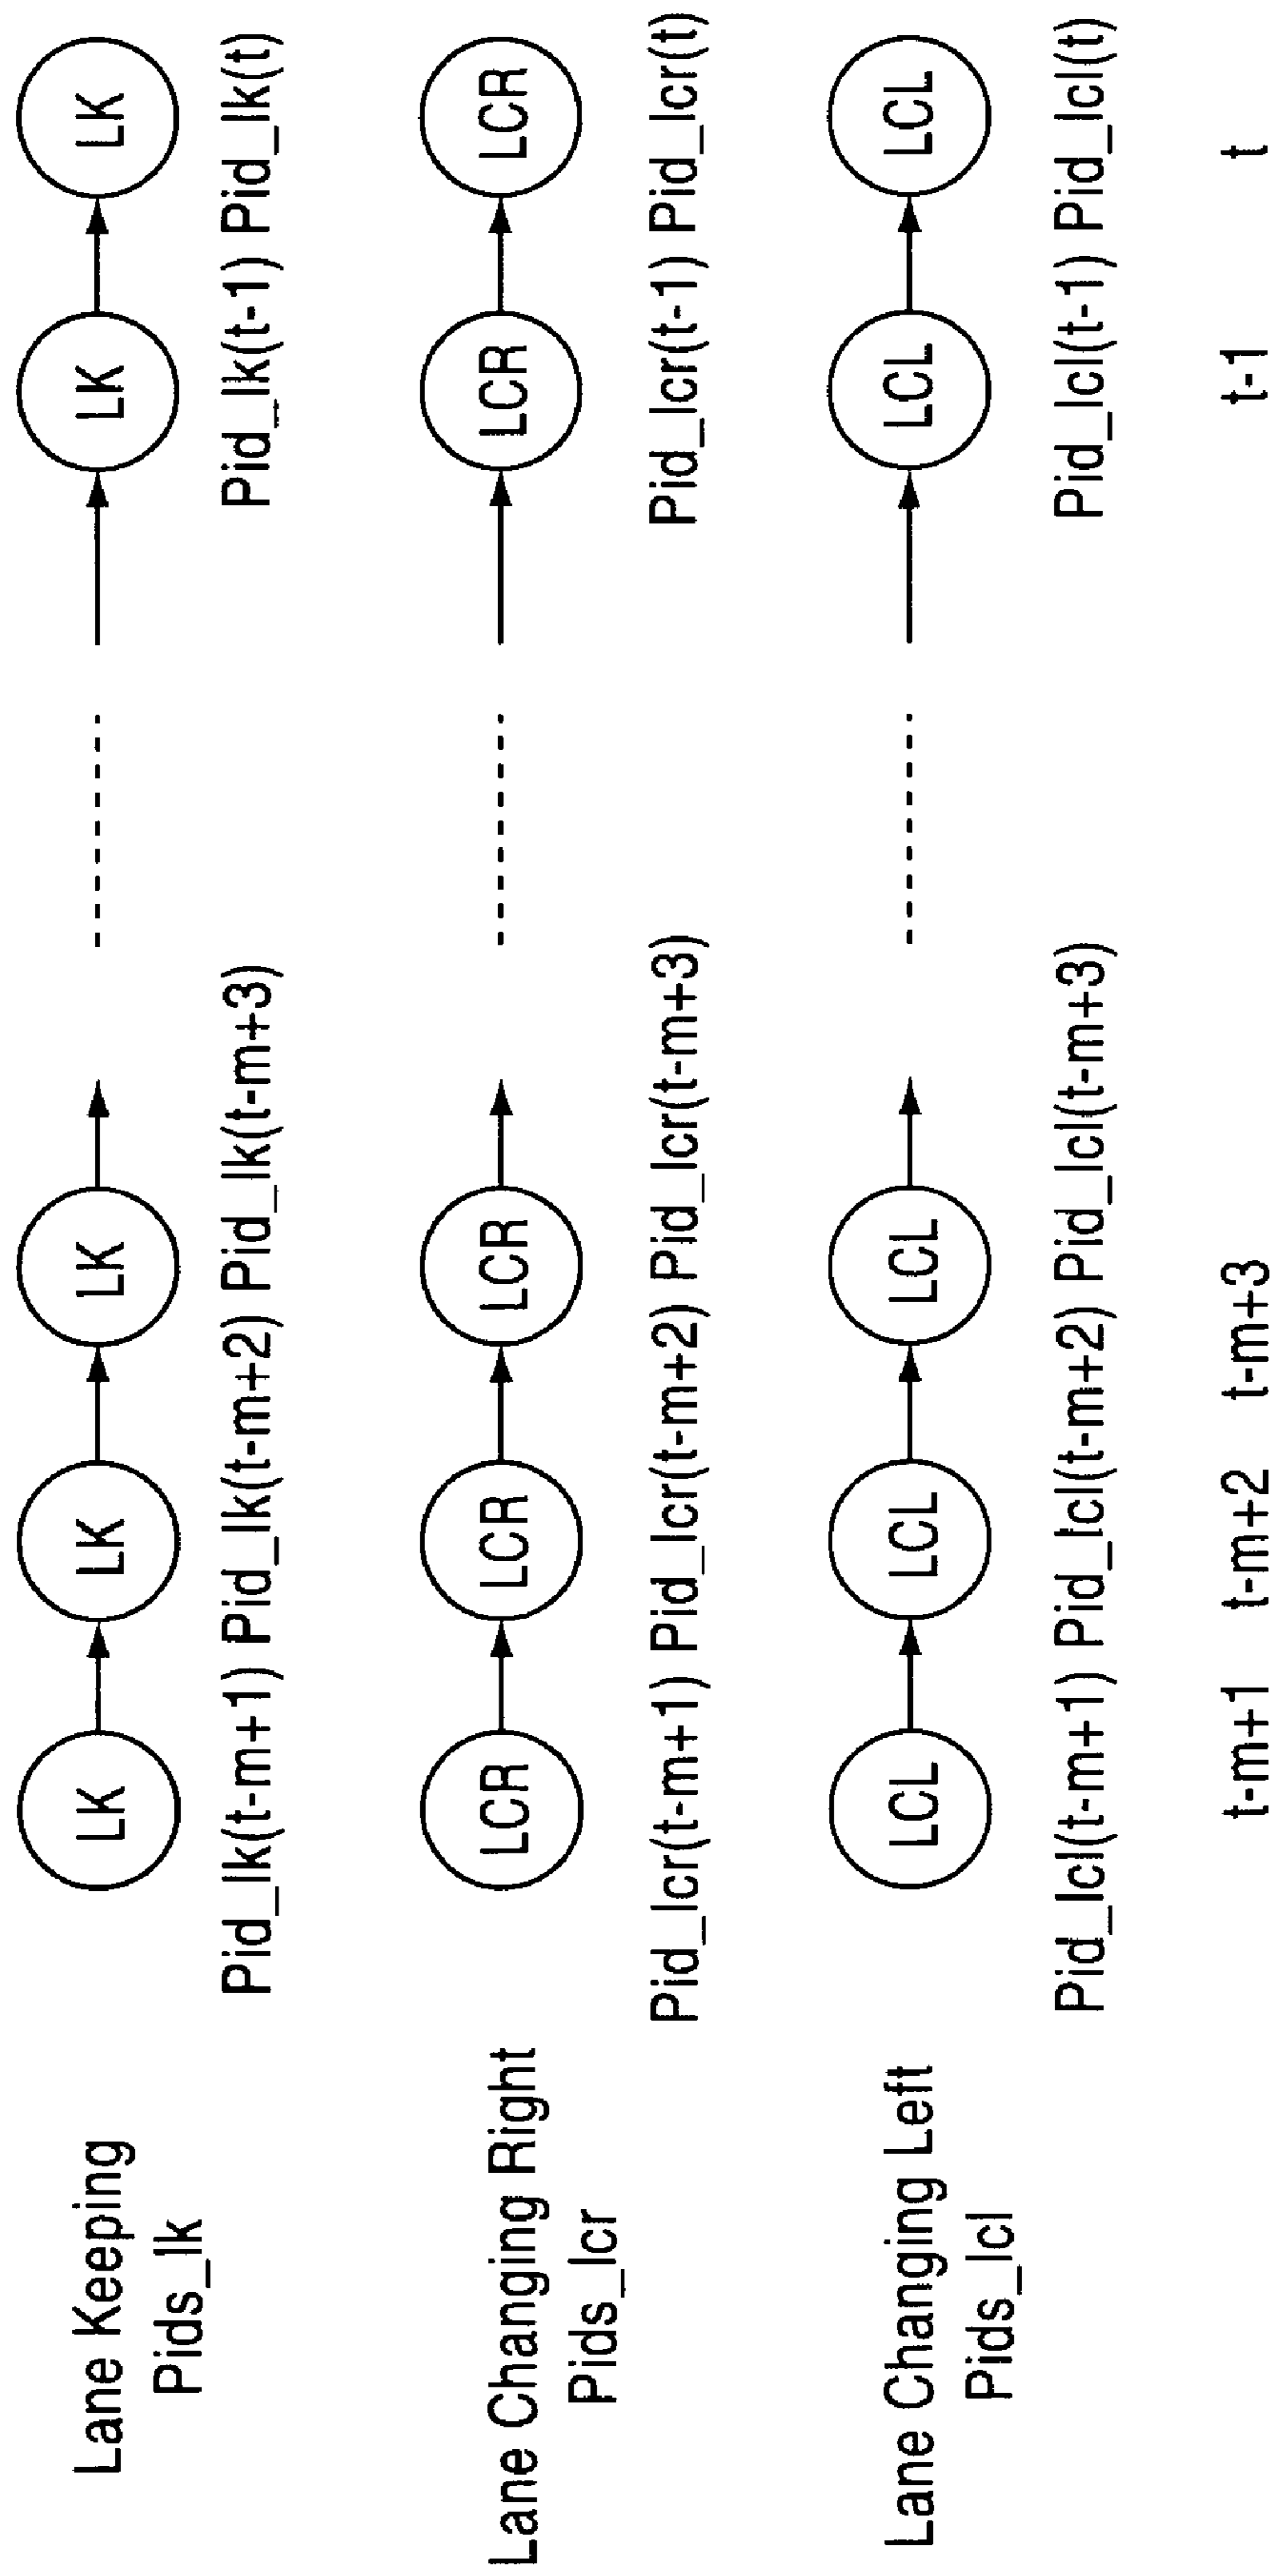 LK LK LK LK LK
Lane Keeping
Pids_lk
Pid_lk(t-m+1) Pid_lk(t-m+2) Pid_lk(t-m+3) Pid_lk(t-1) Pid_lk(t)
LCR LCR LCR LCR LCR
Lane Changing Right
Pids_lcr
Pid_lcr(t-m+1) Pid_lcr(t-m+2) Pid_lcr(t-m+3) Pid_lcr(t-1) Pid_lcr(t)
LCL LCL LCL LCL LCL
Lane Changing Left
Pids_lcl
Pid_lcl(t-m+1) Pid_lcl(t-m+2) Pid_lcl(t-m+3) Pid_lcl(t-1) Pid_lcl(t)
t-m+1 t-m+2 t-m+3 t-1 t